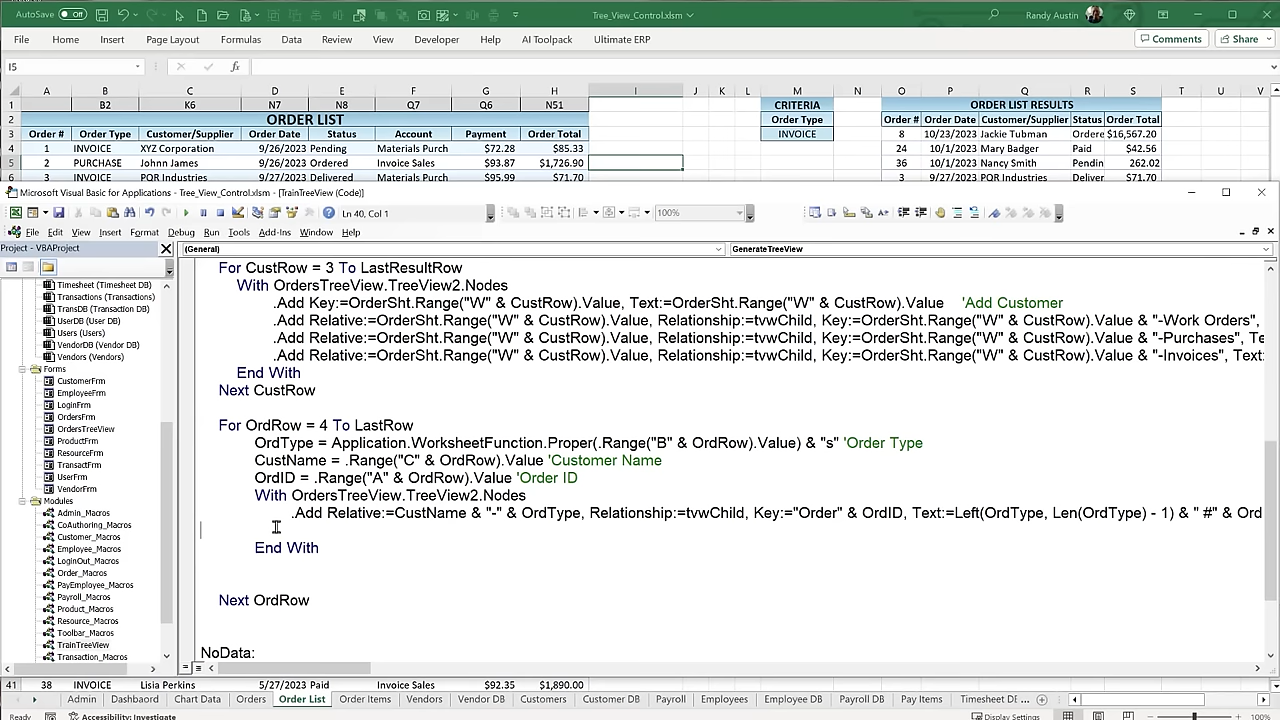 AutoSave Off Tree_View_Control.xlsm Randy Austin
File Home Insert Page Layout Formulas Data Review View Developer Help AI Toolpack Ultimate ERP Comments Share
I5 fx
A B C D E F G H I J K L M N O P Q R S T U V
1 B2 K6 N7 N8 Q7 Q6 N51 CRITERIA ORDER LIST RESULTS
2 ORDER LIST Order Type Order # Order Date Customer/Supplier Status Order Total
3 Order # Order Type Customer/Supplier Order Date Status Account Payment Order Total INVOICE 8 10/23/2023 Jackie Tubman Ordere $16,567.20
4 1 INVOICE XYZ Corporation 9/26/2023 Pending Materials Purch $72.28 $85.33 24 10/1/2023 Mary Badger Paid $42.56
5 2 PURCHASE Johnn James 9/26/2023 Ordered Invoice Sales $93.87 $1,726.90 36 10/1/2023 Nancy Smith Pendin 262.02
6 3 INVOICE PQR Industries 9/27/2023 Delivered Materials Purch $95.99 $71.70 3 9/27/2023 PQR Industries Deliver $71.70
Microsoft Visual Basic for Applications - Tree_View_Control.xlsm - [TrainTreeView (Code)]
Ln 40, Col 1 100%
File Edit View Insert Format Debug Run Tools Add-Ins Window Help
Project - VBAProject
(General) GenerateTreeView
Timesheet (Timesheet DB)
Transactions (Transactions)
TransDB (Transaction DB)
UserDB (User DB)
Users (Users)
VendorDB (Vendor DB)
Vendors (Vendors)
Forms
CustomerFrm
EmployeeFrm
LoginFrm
OrdersFrm
OrdersTreeView
ProductFrm
ResourceFrm
TransactFrm
UserFrm
VendorFrm
Modules
Admin_Macros
CoAuthoring_Macros
Customer_Macros
Employee_Macros
LoginOut_Macros
Order_Macros
PayEmployee_Macros
Payroll_Macros
Product_Macros
Resource_Macros
Toolbar_Macros
TrainTreeView
Transaction_Macros
For CustRow = 3 To LastResultRow
With OrdersTreeView.TreeView2.Nodes
.Add Key:=OrderSht.Range("W" & CustRow).Value, Text:=OrderSht.Range("W" & CustRow).Value 'Add Customer
.Add Relative:=OrderSht.Range("W" & CustRow).Value, Relationship:=tvwChild, Key:=OrderSht.Range("W" & CustRow).Value & "-Work Orders",
.Add Relative:=OrderSht.Range("W" & CustRow).Value, Relationship:=tvwChild, Key:=OrderSht.Range("W" & CustRow).Value & "-Purchases", Te
.Add Relative:=OrderSht.Range("W" & CustRow).Value, Relationship:=tvwChild, Key:=OrderSht.Range("W" & CustRow).Value & "-Invoices", Text:
End With
Next CustRow
For OrdRow = 4 To LastRow
OrdType = Application.WorksheetFunction.Proper(.Range("B" & OrdRow).Value) & "s" 'Order Type
CustName = .Range("C" & OrdRow).Value 'Customer Name
OrdID = .Range("A" & OrdRow).Value 'Order ID
With OrdersTreeView.TreeView2.Nodes
.Add Relative:=CustName & "-" & OrdType, Relationship:=tvwChild, Key:="Order" & OrdID, Text:=Left(OrdType, Len(OrdType) - 1) & " #" & Ord
End With
Next OrdRow
NoData:
41 38 INVOICE Lisia Perkins 5/27/2023 Paid Invoice Sales $92.35 $1,890.00
Admin Dashbaord Chart Data Orders Order List Order Items Vendors Vendor DB Customers Customer DB Payroll Employees Employee DB Payroll DB Pay Items Timesheet DE ...
Ready Accessibility: Investigate Display Settings 100%